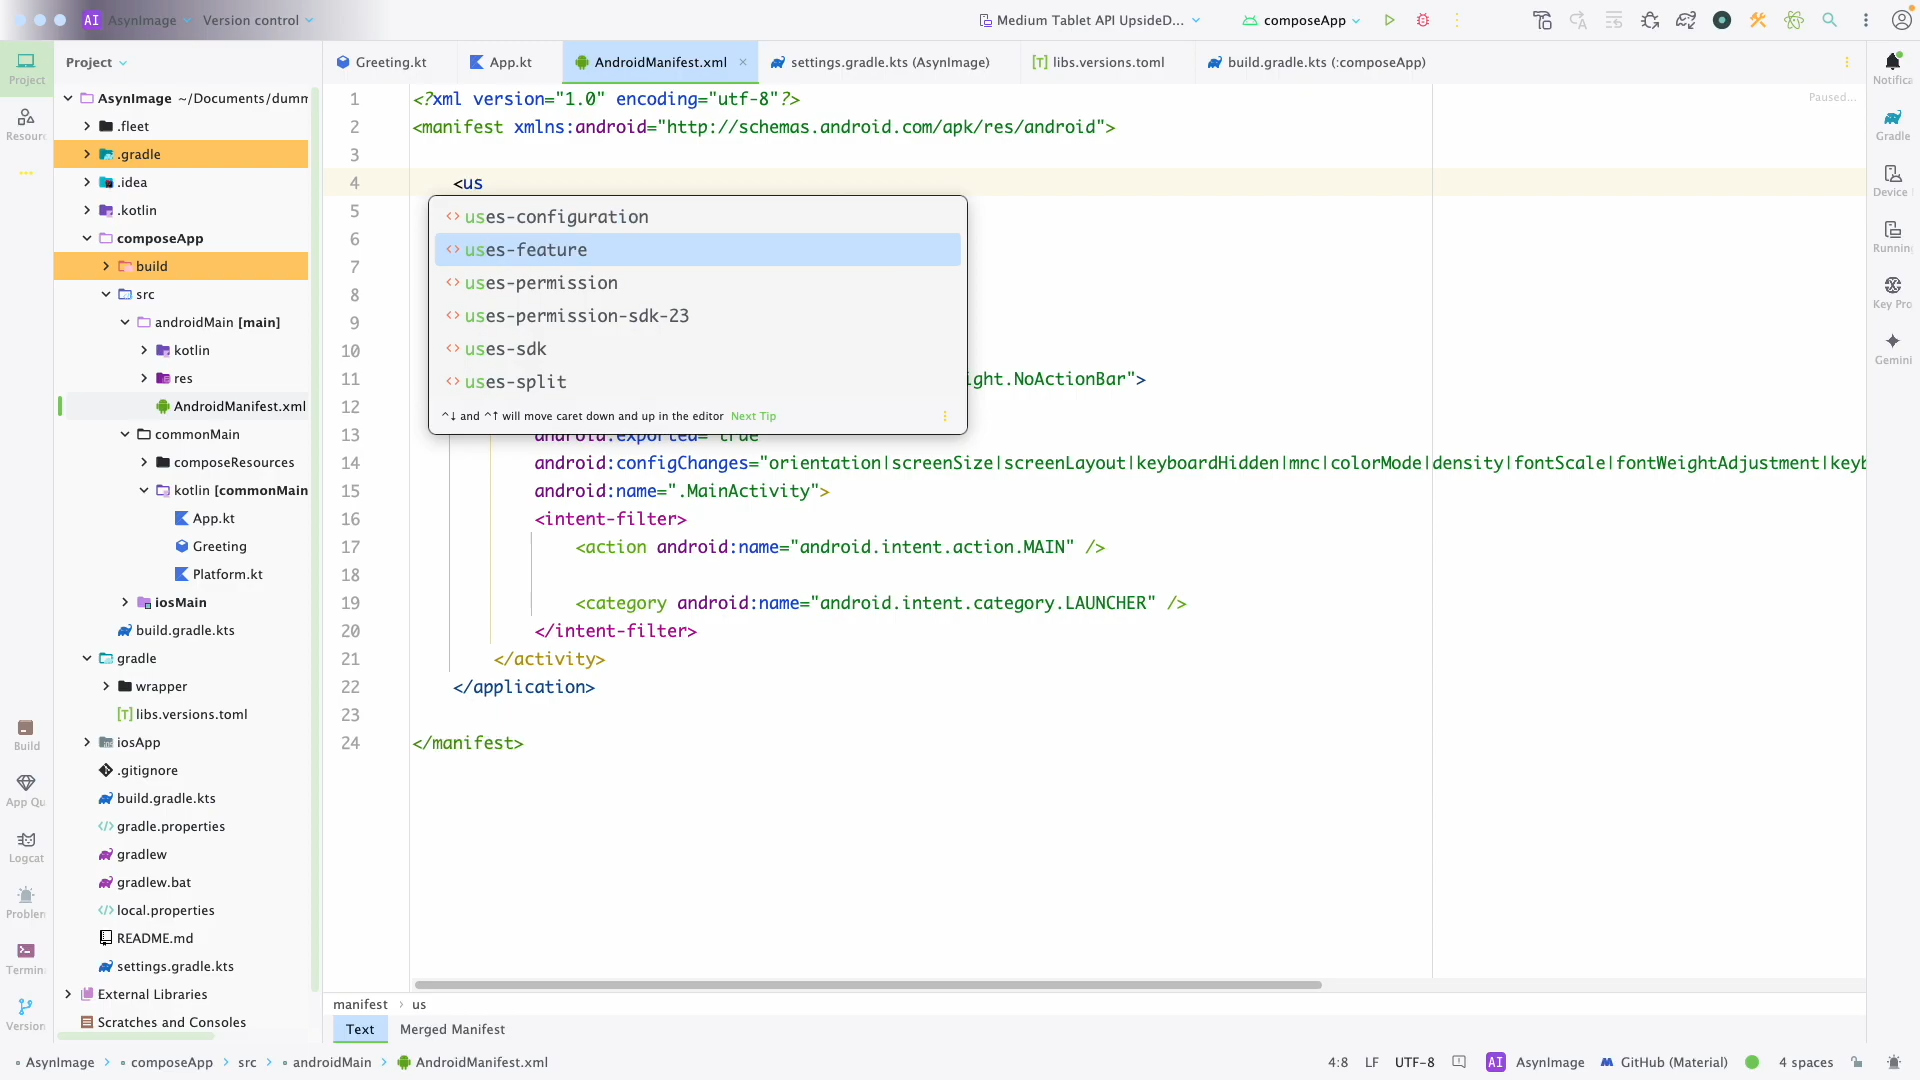 AI AsynImage Version control Medium Tablet API UpsideD... composeApp
Project Project Greeting.kt App.kt AndroidManifest.xml settings.gradle.kts (AsynImage) libs.versions.toml build.gradle.kts (:composeApp) Notifica
AsynImage ~/Documents/dumm
.fleet
.gradle
.idea
.kotlin
composeApp
build
src
androidMain [main]
kotlin
res
AndroidManifest.xml
commonMain
composeResources
kotlin [commonMain
App.kt
Greeting
Platform.kt
iosMain
build.gradle.kts
gradle
wrapper
libs.versions.toml
iosApp
.gitignore
build.gradle.kts
gradle.properties
gradlew
gradlew.bat
local.properties
README.md
settings.gradle.kts
External Libraries
Scratches and Consoles
Resourc
Build
App Qu
Logcat
Problem
Termina
Version
1 <?xml version="1.0" encoding="utf-8"?>
2 <manifest xmlns:android="http://schemas.android.com/apk/res/android">
3
4 <us
5
6
7
8
9
10
11 ight.NoActionBar">
12
13 android:exported="true"
14 android:configChanges="orientation|screenSize|screenLayout|keyboardHidden|mnc|colorMode|density|fontScale|fontWeightAdjustment|keyb
15 android:name=".MainActivity">
16 <intent-filter>
17 <action android:name="android.intent.action.MAIN" />
18
19 <category android:name="android.intent.category.LAUNCHER" />
20 </intent-filter>
21 </activity>
22 </application>
23
24 </manifest>
uses-configuration
uses-feature
uses-permission
uses-permission-sdk-23
uses-sdk
uses-split
^↓ and ^↑ will move caret down and up in the editor Next Tip
Paused...
Gradle
Device
Running
Key Pro
Gemini
manifest > us
Text Merged Manifest
AsynImage > composeApp > src > androidMain > AndroidManifest.xml 4:8 LF UTF-8 AI AsynImage GitHub (Material) 4 spaces